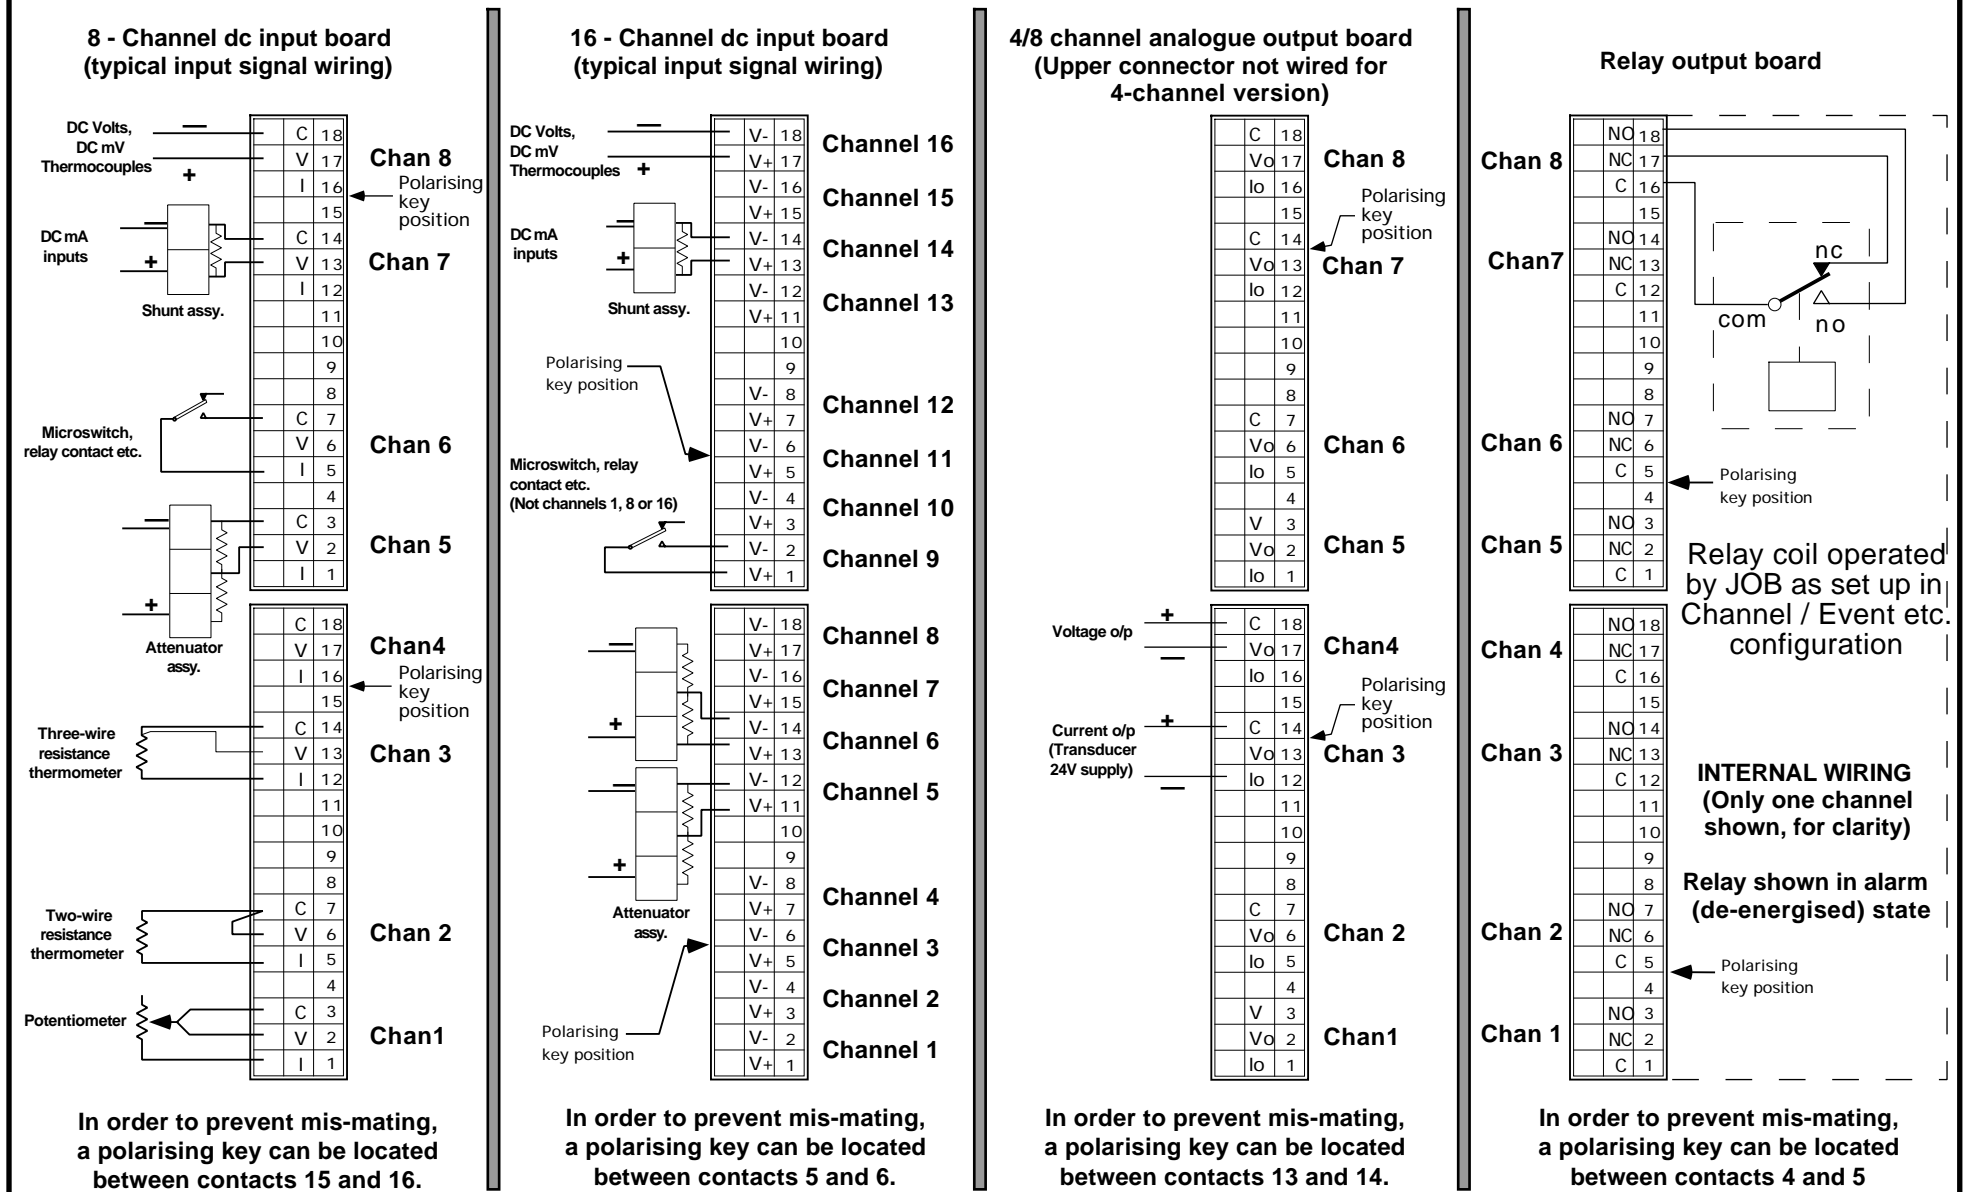 8 - Channel dc input board
(typical input signal wiring)
DC Volts,
DC mV
Thermocouples
—
+
C 18
V 17
I 16
15
C 14
V 13
I 12
11
10
9
8
C 7
V 6
I 5
4
C 3
V 2
I 1
Chan 8
Polarising
key
position
DC mA
inputs
—
+
Shunt assy.
Chan 7
Microswitch,
relay contact etc.
Chan 6
—
+
Attenuator
assy.
Chan 5
C 18
V 17
I 16
15
C 14
V 13
I 12
11
10
9
8
C 7
V 6
I 5
4
C 3
V 2
I 1
Chan4
Polarising
key
position
Three-wire
resistance
thermometer
Chan 3
Two-wire
resistance
thermometer
Chan 2
Potentiometer
Chan1
In order to prevent mis-mating,
a polarising key can be located
between contacts 15 and 16.
16 - Channel dc input board
(typical input signal wiring)
DC Volts,
DC mV
Thermocouples
—
+
V- 18
V+ 17
V- 16
V+ 15
V- 14
V+ 13
V- 12
V+ 11
10
9
V- 8
V+ 7
V- 6
V+ 5
V- 4
V+ 3
V- 2
V+ 1
Channel 16
Channel 15
DC mA
inputs
—
+
Shunt assy.
Channel 14
Channel 13
Polarising
key position
Channel 12
Channel 11
Microswitch, relay
contact etc.
(Not channels 1, 8 or 16)
Channel 10
Channel 9
V- 18
V+ 17
V- 16
V+ 15
V- 14
V+ 13
V- 12
V+ 11
10
9
V- 8
V+ 7
V- 6
V+ 5
V- 4
V+ 3
V- 2
V+ 1
—
+
—
+
Attenuator
assy.
Channel 8
Channel 7
Channel 6
Channel 5
Channel 4
Channel 3
Channel 2
Channel 1
Polarising
key position
In order to prevent mis-mating,
a polarising key can be located
between contacts 5 and 6.
4/8 channel analogue output board
(Upper connector not wired for
4-channel version)
C 18
Vo 17
Io 16
15
C 14
Vo 13
Io 12
11
10
9
8
C 7
Vo 6
Io 5
4
V 3
Vo 2
Io 1
Chan 8
Polarising
key
position
Chan 7
Chan 6
Chan 5
Voltage o/p
+
—
Current o/p
(Transducer
24V supply)
+
—
C 18
Vo 17
Io 16
15
C 14
Vo 13
Io 12
11
10
9
8
C 7
Vo 6
Io 5
4
V 3
Vo 2
Io 1
Chan4
Polarising
key
position
Chan 3
Chan 2
Chan1
In order to prevent mis-mating,
a polarising key can be located
between contacts 13 and 14.
Relay output board
Chan 8
Chan7
Chan 6
Chan 5
NO 18
NC 17
C 16
15
NO 14
NC 13
C 12
11
10
9
8
NO 7
NC 6
C 5
4
NO 3
NC 2
C 1
nc
com
no
Polarising
key position
Relay coil operated
by JOB as set up in
Channel / Event etc.
configuration
Chan 4
Chan 3
Chan 2
Chan 1
NO 18
NC 17
C 16
15
NO 14
NC 13
C 12
11
10
9
8
NO 7
NC 6
C 5
4
NO 3
NC 2
C 1
INTERNAL WIRING
(Only one channel
shown, for clarity)
Relay shown in alarm
(de-energised) state
Polarising
key position
In order to prevent mis-mating,
a polarising key can be located
between contacts 4 and 5